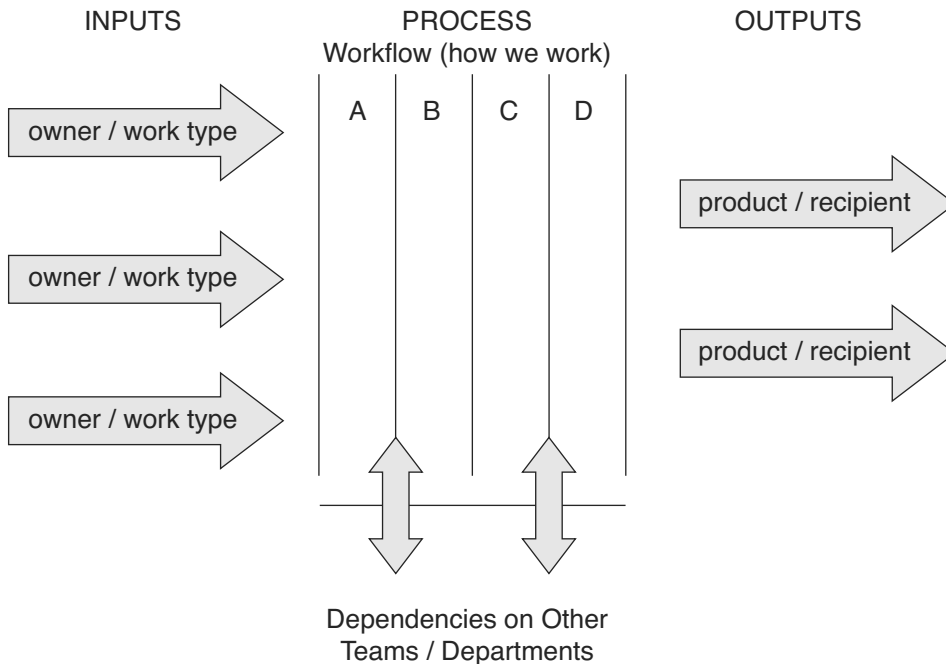 INPUTS
PROCESS
OUTPUTS
Workflow (how we work)
A
B
C
D
owner / work type
owner / work type
owner / work type
product / recipient
product / recipient
Dependencies on Other
Teams / Departments